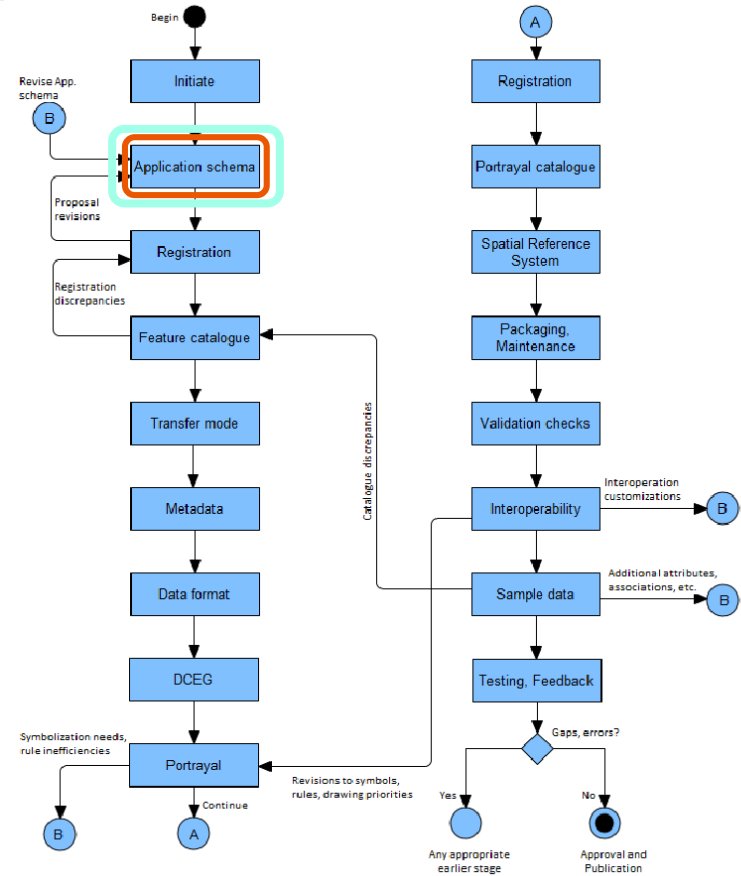 Begin
Initiate
Revise App.
schema
B
Application schema
Proposal
revisions
Registration
Registration
discrepancies
Feature catalogue
Transfer mode
Metadata
Data format
DCEG
Symbolization needs,
rule inefficiencies
Portrayal
B
Continue
A
A
Registration
Portrayal catalogue
Spatial Reference
System
Packaging,
Maintenance
Validation checks
Catalogue discrepancies
Interoperability
Interoperation
customizations
B
Sample data
Additional attributes,
associations, etc.
B
Testing, Feedback
Revisions to symbols,
rules, drawing priorities
Gaps, errors?
Yes
No
Any appropriate
earlier stage
Approval and
Publication